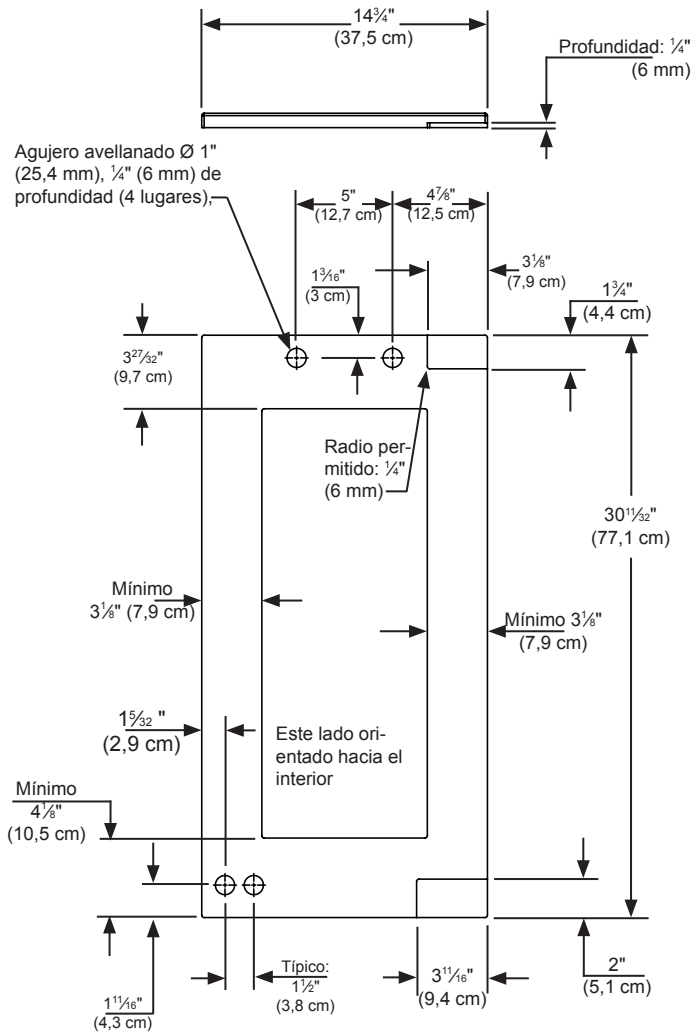 14¾"
(37,5 cm)
Profundidad: ¼"
(6 mm)
Agujero avellanado Ø 1"
(25,4 mm), ¼" (6 mm) de
profundidad (4 lugares),
5"
(12,7 cm)
4⅞"
(12,5 cm)
1³⁄₁₆"
(3 cm)
3⅛"
(7,9 cm)
1¾"
(4,4 cm)
3²⁷⁄₃₂"
(9,7 cm)
Radio per-
mitido: ¼"
(6 mm)
30¹¹⁄₃₂"
(77,1 cm)
Mínimo
3⅛" (7,9 cm)
Mínimo 3⅛"
(7,9 cm)
1⁵⁄₃₂ "
(2,9 cm)
Este lado ori-
entado hacia el
interior
Mínimo
4⅛"
(10,5 cm)
Típico:
1½"
(3,8 cm)
3¹¹⁄₁₆"
(9,4 cm)
2"
(5,1 cm)
1¹¹⁄₁₆"
(4,3 cm)